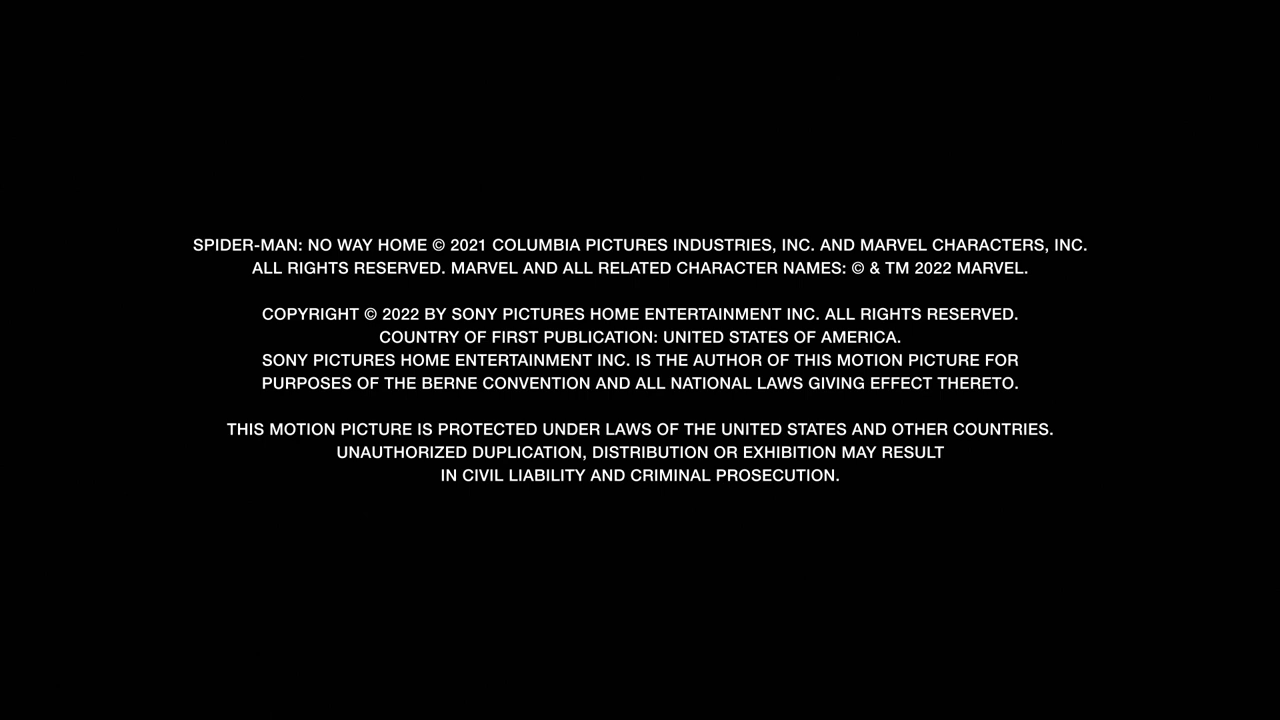 SPIDER-MAN: NO WAY HOME © 2021 COLUMBIA PICTURES INDUSTRIES, INC. AND MARVEL CHARACTERS, INC.
ALL RIGHTS RESERVED. MARVEL AND ALL RELATED CHARACTER NAMES: © & TM 2022 MARVEL.
COPYRIGHT © 2022 BY SONY PICTURES HOME ENTERTAINMENT INC. ALL RIGHTS RESERVED.
COUNTRY OF FIRST PUBLICATION: UNITED STATES OF AMERICA.
SONY PICTURES HOME ENTERTAINMENT INC. IS THE AUTHOR OF THIS MOTION PICTURE FOR
PURPOSES OF THE BERNE CONVENTION AND ALL NATIONAL LAWS GIVING EFFECT THERETO.
THIS MOTION PICTURE IS PROTECTED UNDER LAWS OF THE UNITED STATES AND OTHER COUNTRIES.
UNAUTHORIZED DUPLICATION, DISTRIBUTION OR EXHIBITION MAY RESULT
IN CIVIL LIABILITY AND CRIMINAL PROSECUTION.